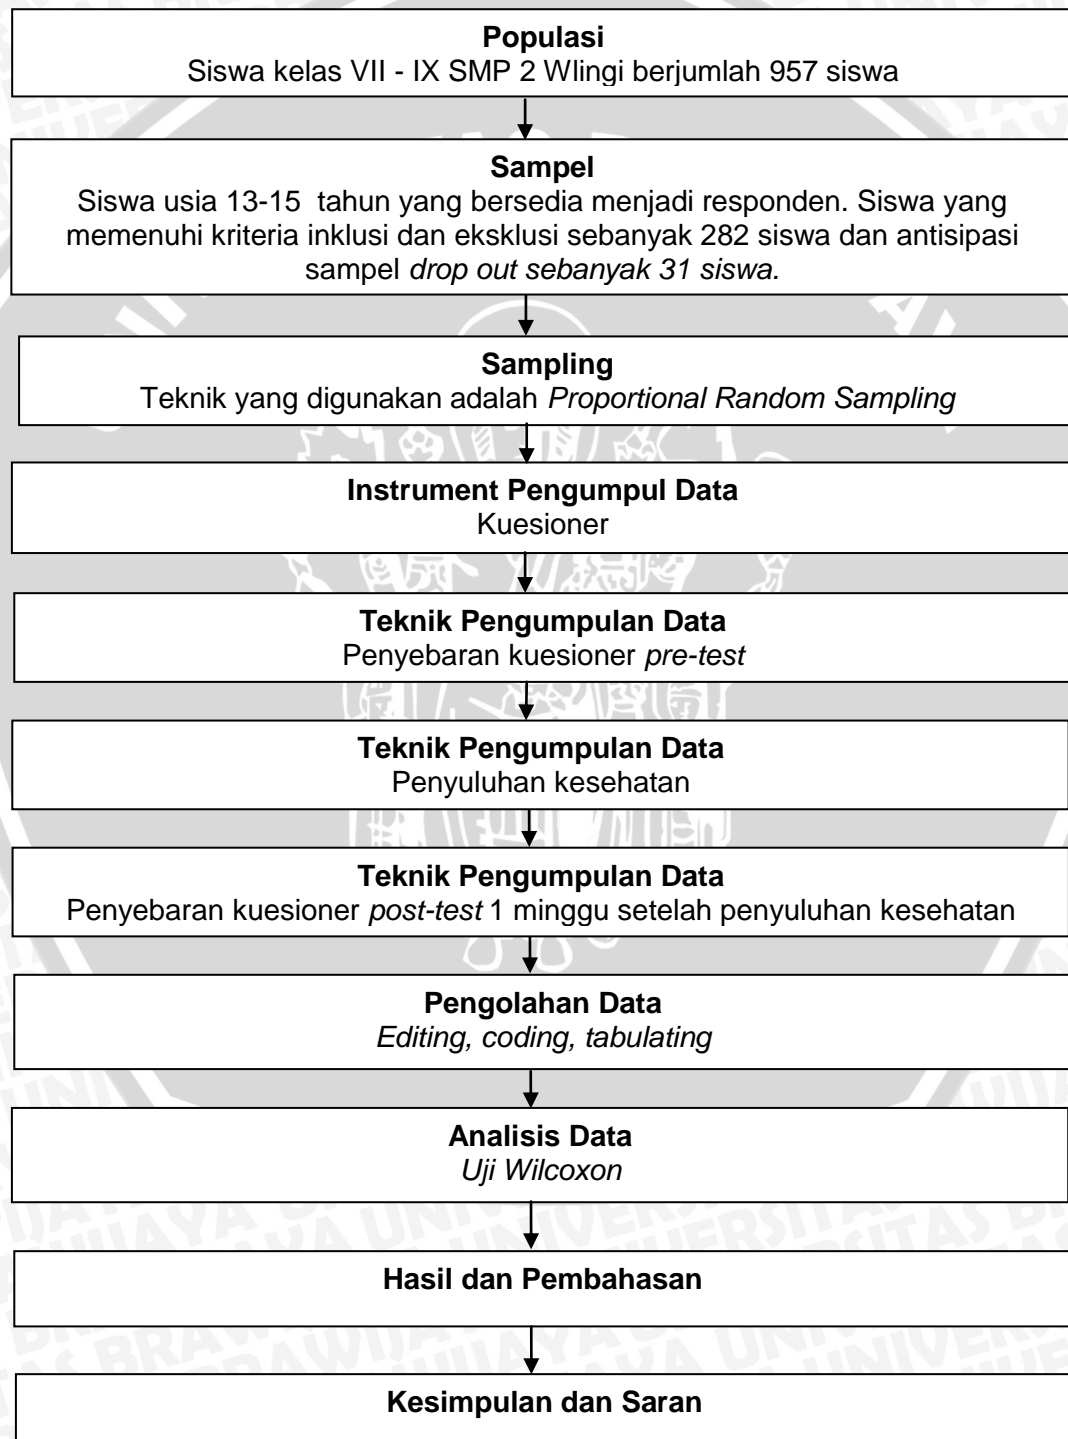 Populasi
Siswa kelas VII - IX SMP 2 Wlingi berjumlah 957 siswa
Sampel
Siswa usia 13-15 tahun yang bersedia menjadi responden. Siswa yang
memenuhi kriteria inklusi dan eksklusi sebanyak 282 siswa dan antisipasi
sampel drop out sebanyak 31 siswa.
Sampling
Teknik yang digunakan adalah Proportional Random Sampling
Instrument Pengumpul Data
Kuesioner
Teknik Pengumpulan Data
Penyebaran kuesioner pre-test
Teknik Pengumpulan Data
Penyuluhan kesehatan
Teknik Pengumpulan Data
Penyebaran kuesioner post-test 1 minggu setelah penyuluhan kesehatan
Pengolahan Data
Editing, coding, tabulating
Analisis Data
Uji Wilcoxon
Hasil dan Pembahasan
Kesimpulan dan Saran